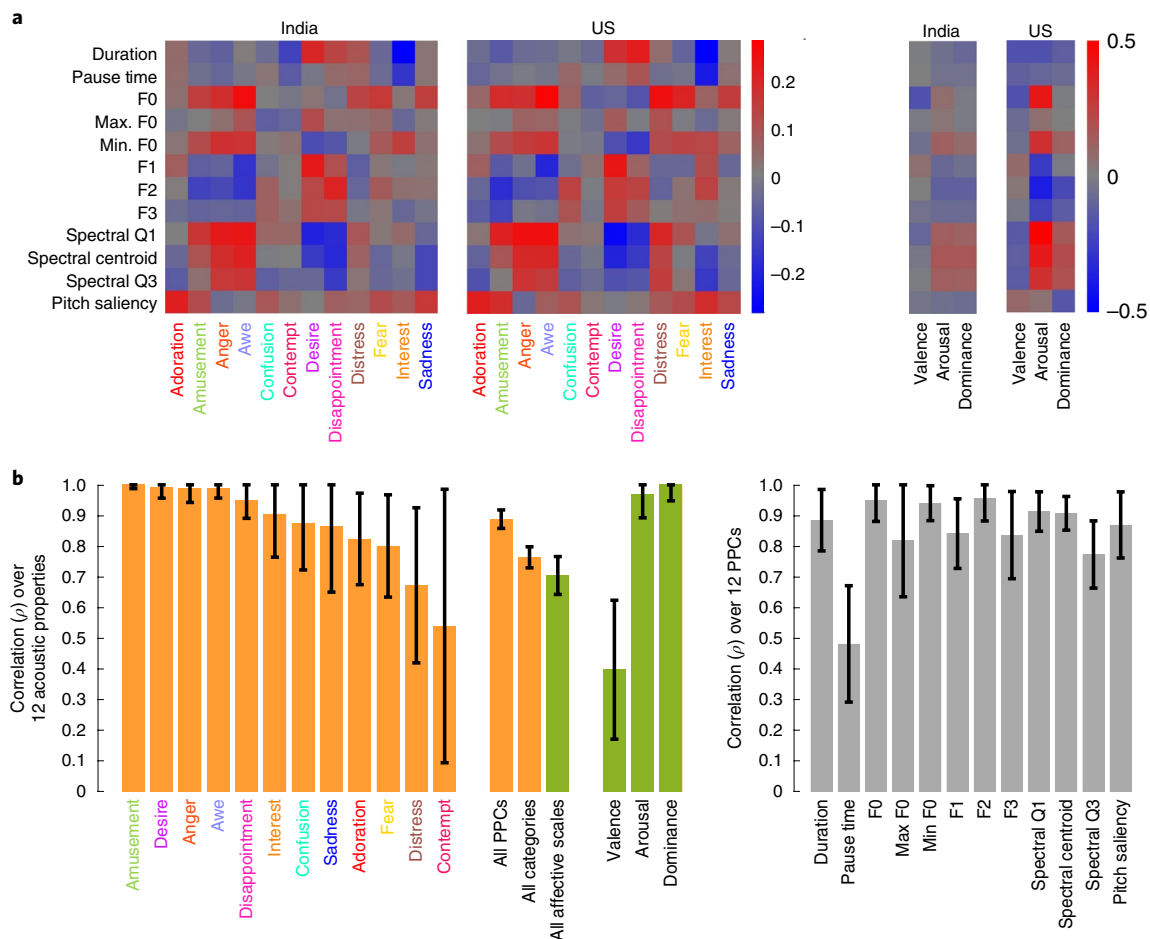 a
India
US
India
US
Duration
Pause time
F0
Max. F0
Min. F0
F1
F2
F3
Spectral Q1
Spectral centroid
Spectral Q3
Pitch saliency
0.2
0.1
0
–0.1
–0.2
0.5
0
–0.5
Adoration
Amusement
Anger
Awe
Confusion
Contempt
Desire
Disappointment
Distress
Fear
Interest
Sadness
Adoration
Amusement
Anger
Awe
Confusion
Contempt
Desire
Disappointment
Distress
Fear
Interest
Sadness
Valence
Arousal
Dominance
Valence
Arousal
Dominance
b
Correlation (ρ) over
12 acoustic properties
1.0
0.9
0.8
0.7
0.6
0.5
0.4
0.3
0.2
0.1
0
Amusement
Desire
Anger
Awe
Disappointment
Interest
Confusion
Sadness
Adoration
Fear
Distress
Contempt
All PPCs
All categories
All affective scales
Valence
Arousal
Dominance
Correlation (ρ) over 12 PPCs
1.0
0.9
0.8
0.7
0.6
0.5
0.4
0.3
0.2
0.1
0
Duration
Pause time
F0
Max F0
Min F0
F1
F2
F3
Spectral Q1
Spectral centroid
Spectral Q3
Pitch saliency